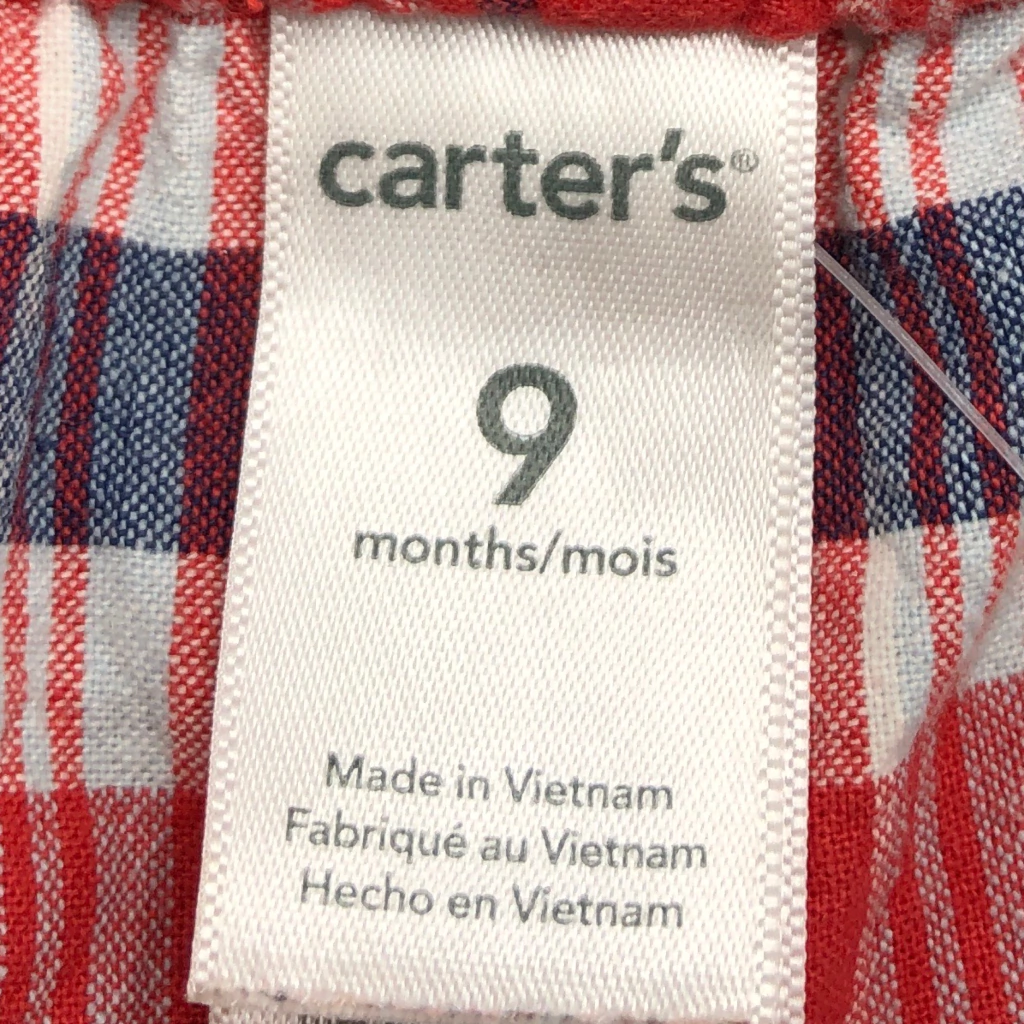 carter's®
9
months/mois
Made in Vietnam
Fabriqué au Vietnam
Hecho en Vietnam